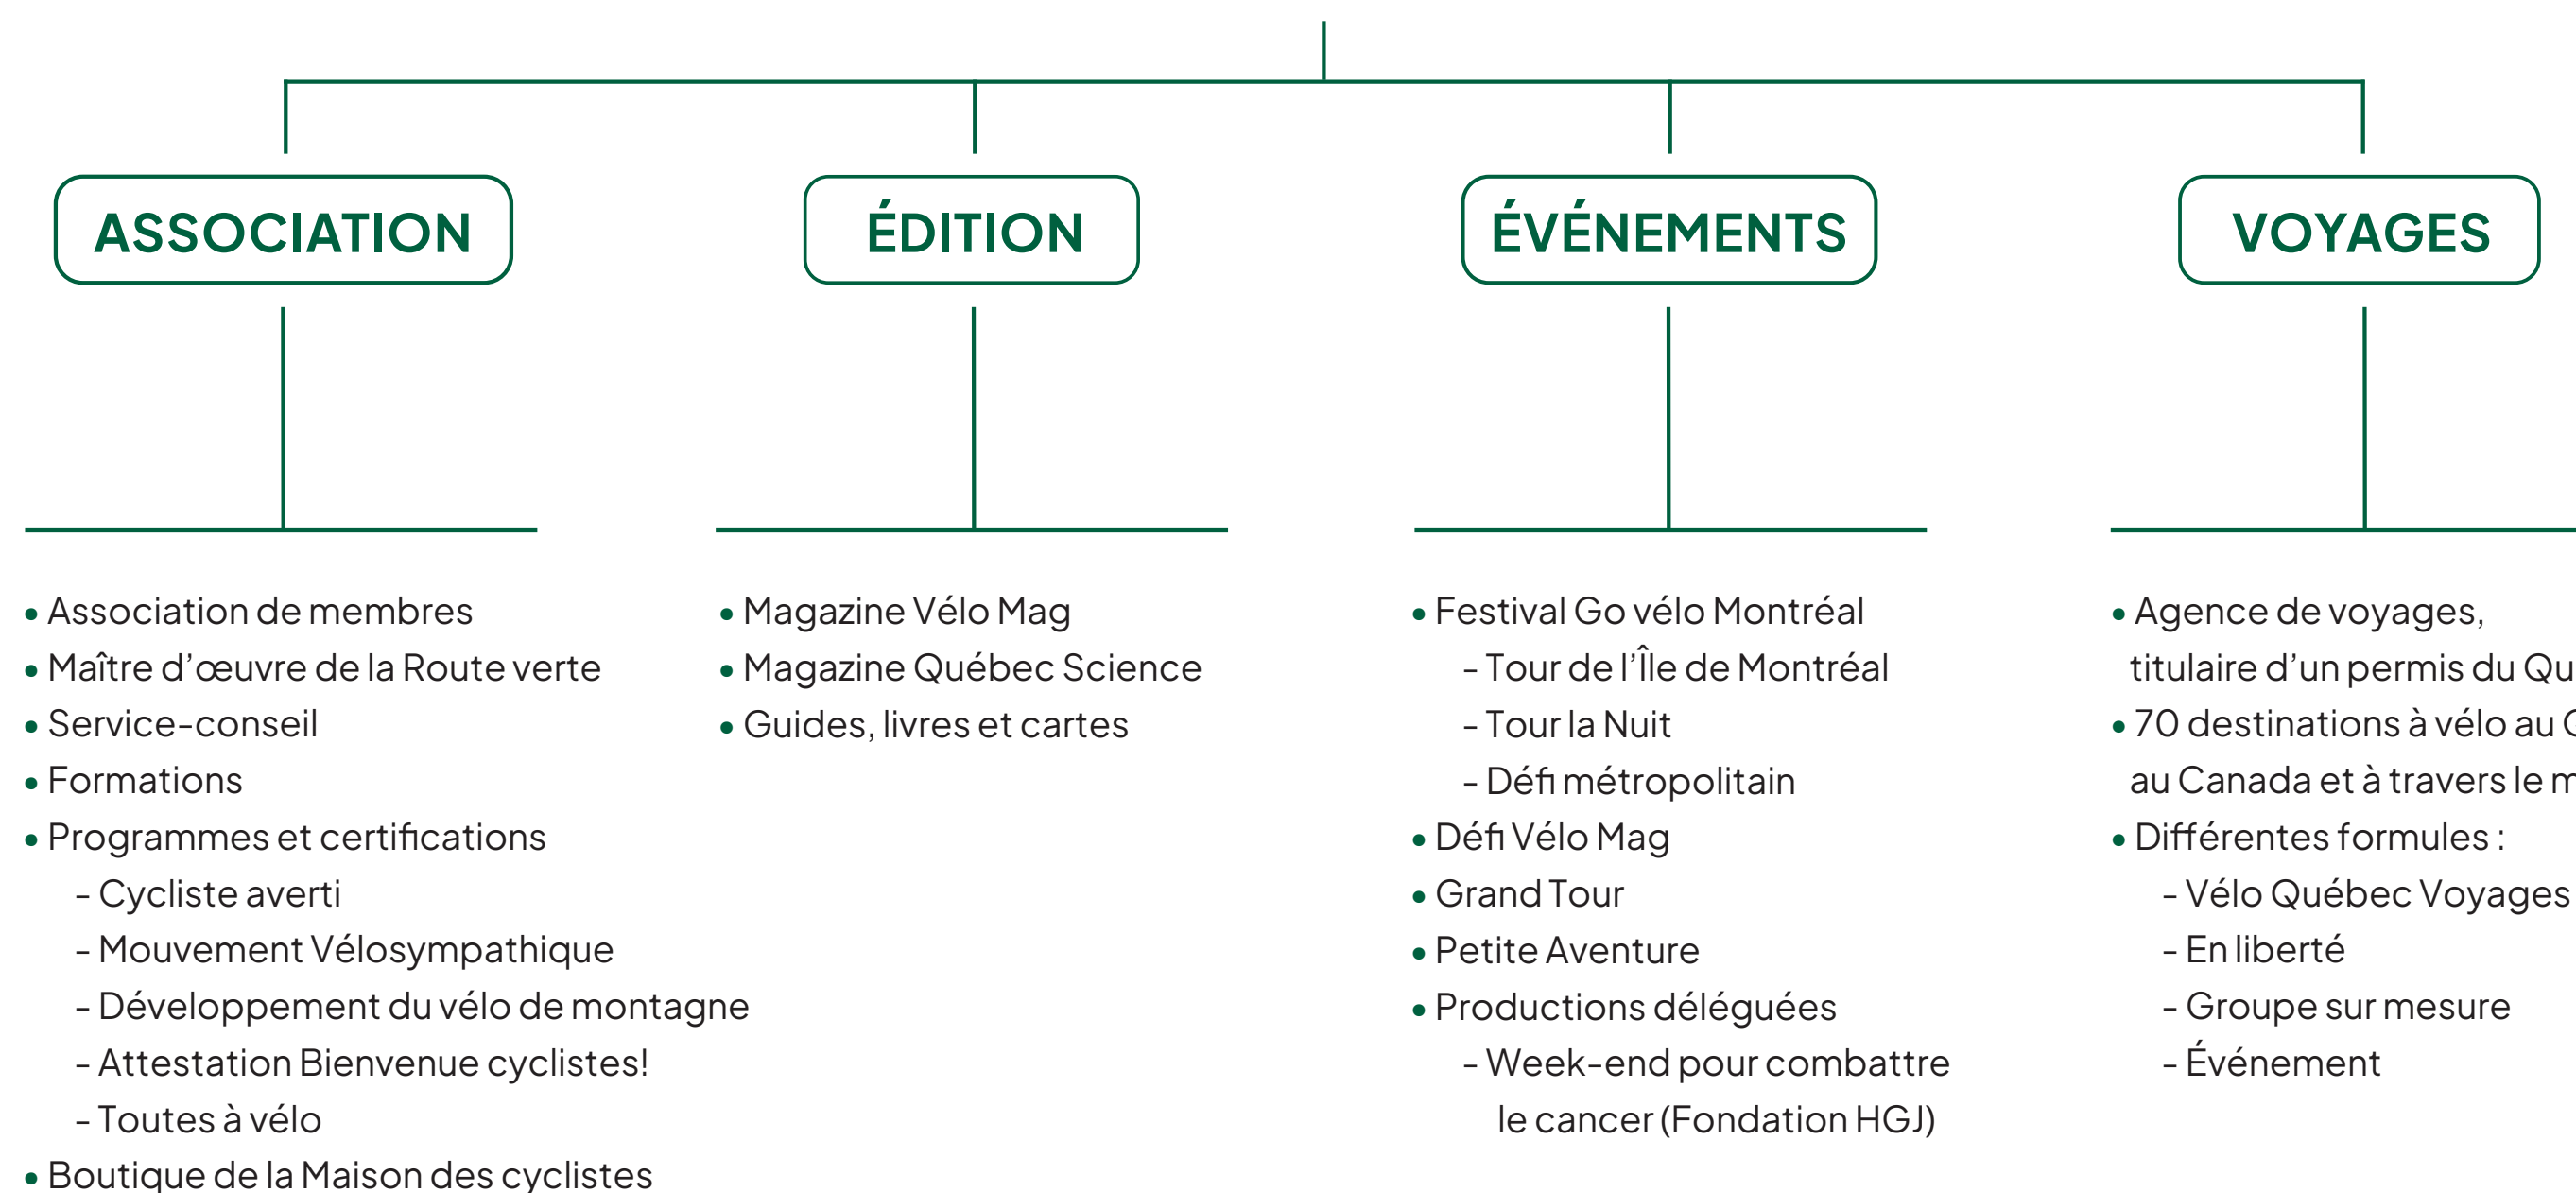 ASSOCIATION
• Association de membres
• Maître d’œuvre de la Route verte
• Service-conseil
• Formations
• Programmes et certifications
- Cycliste averti
- Mouvement Vélosympathique
- Développement du vélo de montagne
- Attestation Bienvenue cyclistes!
- Toutes à vélo
• Boutique de la Maison des cyclistes
ÉDITION
• Magazine Vélo Mag
• Magazine Québec Science
• Guides, livres et cartes
ÉVÉNEMENTS
• Festival Go vélo Montréal
- Tour de l’Île de Montréal
- Tour la Nuit
- Défi métropolitain
• Défi Vélo Mag
• Grand Tour
• Petite Aventure
• Productions déléguées
- Week-end pour combattre
le cancer (Fondation HGJ)
VOYAGES
• Agence de voyages,
titulaire d’un permis du
• 70 destinations à vélo au
au Canada et à travers le
• Différentes formules :
- Vélo Québec Voyages
- En liberté
- Groupe sur mesure
- Événement